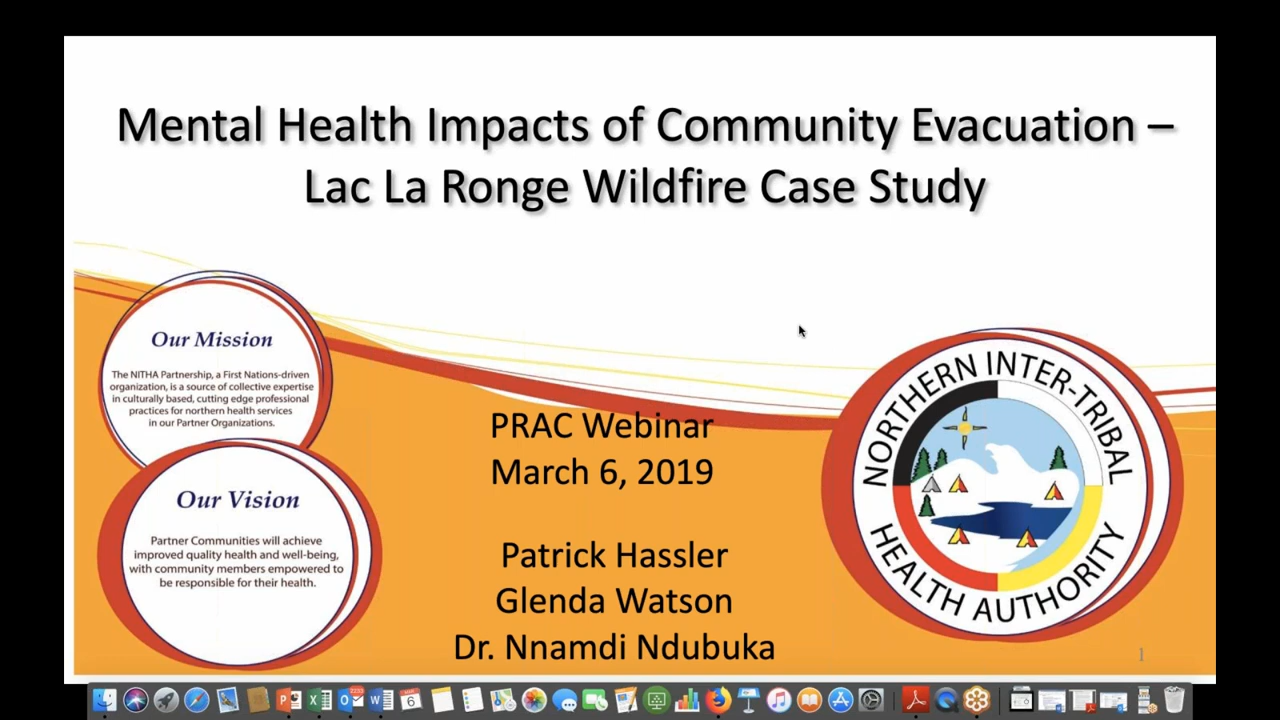 Mental Health Impacts of Community Evacuation –
Lac La Ronge Wildfire Case Study
Our Mission
The NITHA Partnership, a First Nations-driven
organization, is a source of collective expertise
in culturally based, cutting edge professional
practices for northern health services
in our Partner Organizations.
Our Vision
Partner Communities will achieve
improved quality health and well-being,
with community members empowered to
be responsible for their health.
PRAC Webinar
March 6, 2019
Patrick Hassler
Glenda Watson
Dr. Nnamdi Ndubuka
NORTHERN INTER-TRIBAL
HEALTH AUTHORITY
1
6